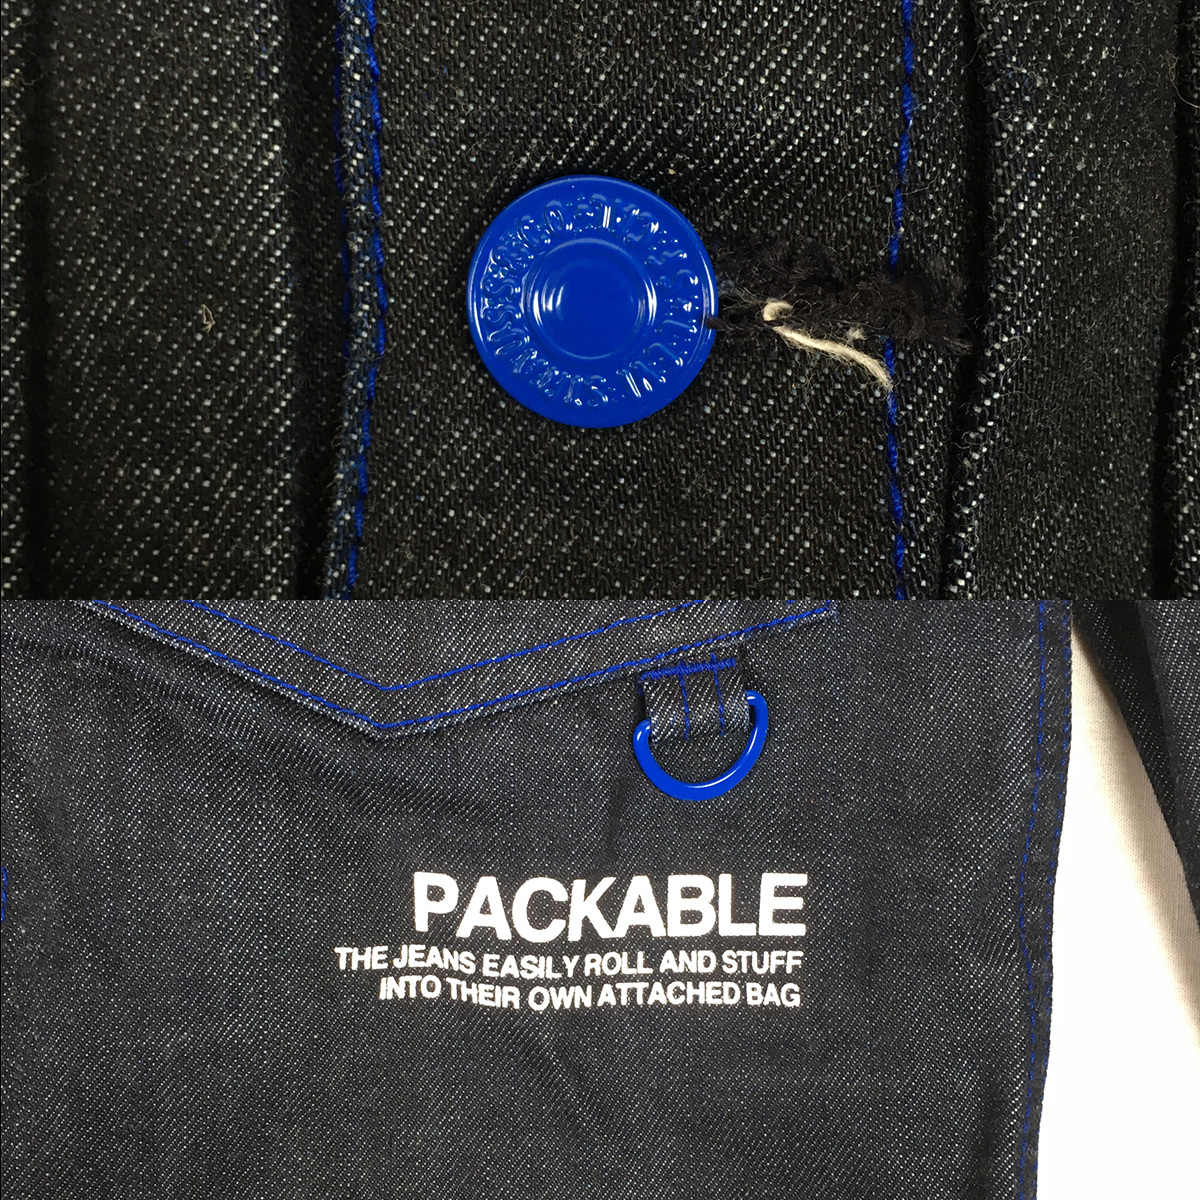 PACKABLE
THE JEANS EASILY ROLL AND STUFF
INTO THEIR OWN ATTACHED BAG